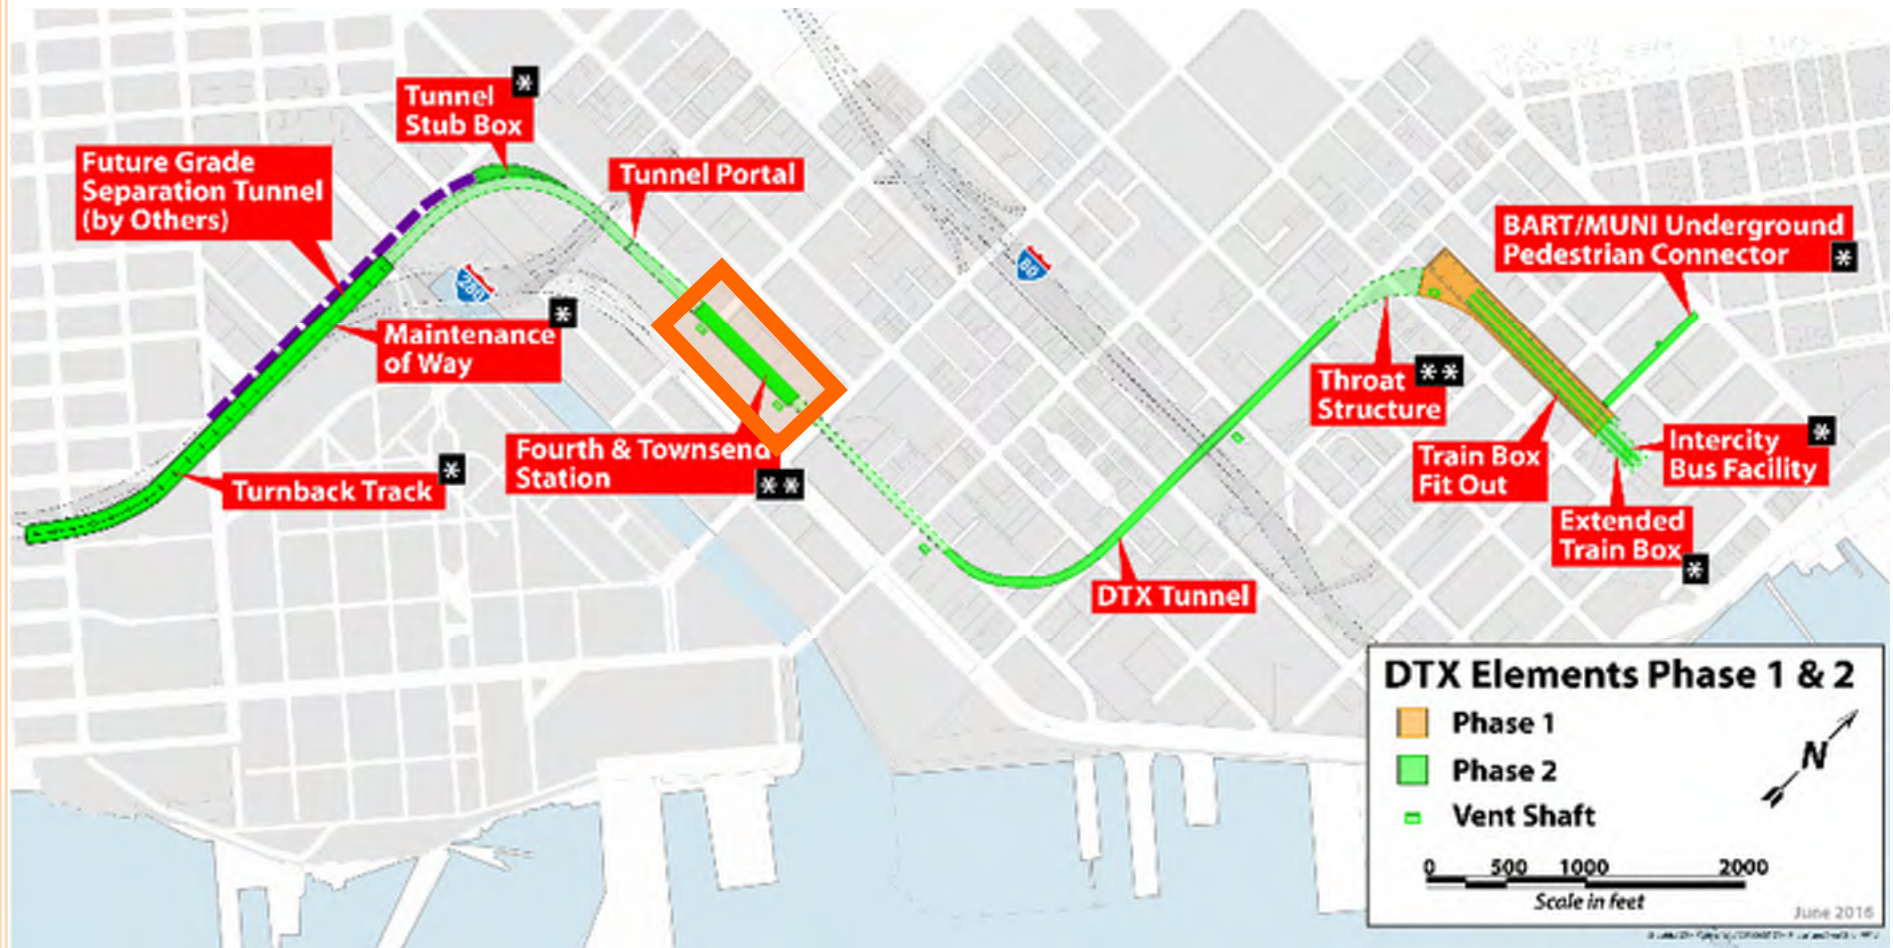 Tunnel
Stub Box
*
Future Grade
Separation Tunnel
(by Others)
Tunnel Portal
BART/MUNI Underground
Pedestrian Connector
*
280
80
Maintenance
of Way
*
Throat
Structure
* *
Fourth & Townsend
Station
* *
Turnback Track
*
Train Box
Fit Out
Intercity
Bus Facility
*
Extended
Train Box
*
DTX Tunnel
DTX Elements Phase 1 & 2
Phase 1
Phase 2
Vent Shaft
N
0 500 1000 2000
Scale in feet
June 2016